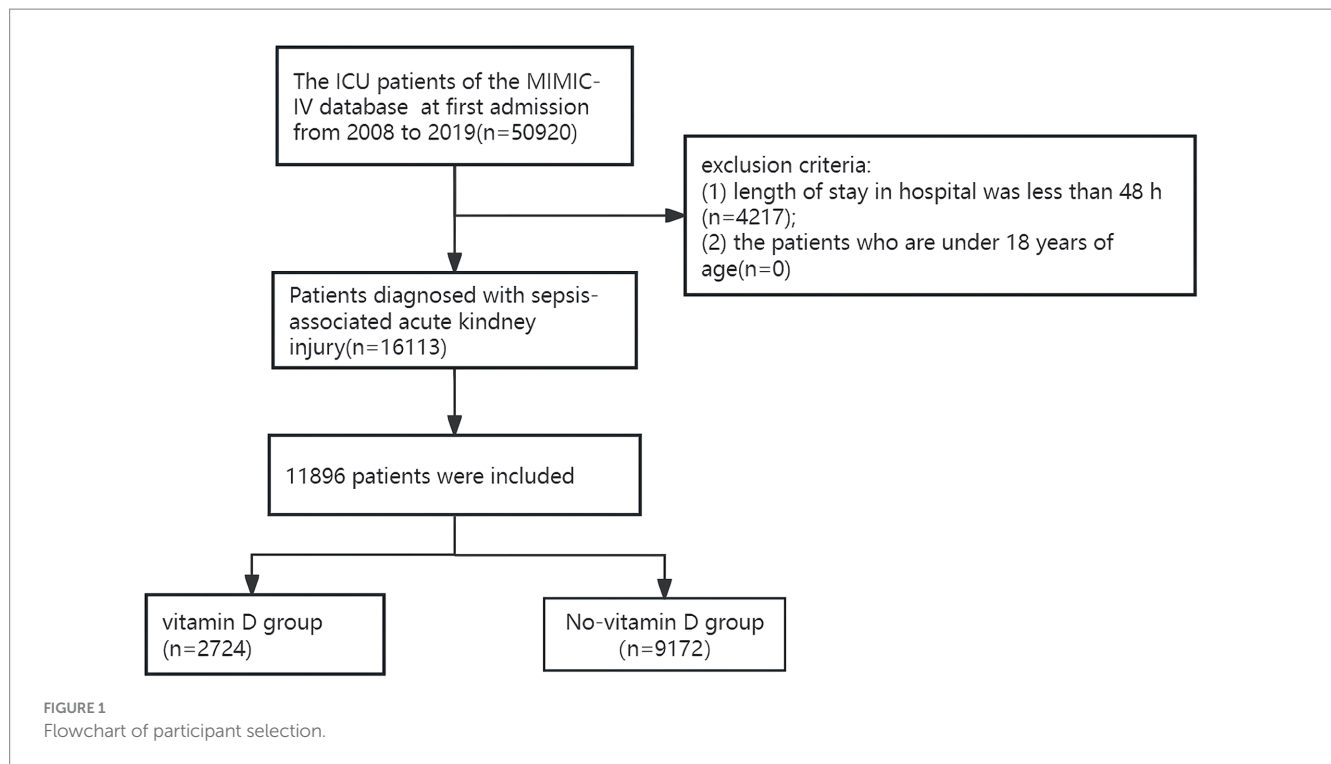 The ICU patients of the MIMIC-
IV database at first admission
from 2008 to 2019(n=50920)
exclusion criteria:
(1) length of stay in hospital was less than 48 h
(n=4217);
(2) the patients who are under 18 years of
age(n=0)
Patients diagnosed with sepsis-
associated acute kindney
injury(n=16113)
11896 patients were included
vitamin D group
(n=2724)
No-vitamin D group
(n=9172)
FIGURE 1
Flowchart of participant selection.